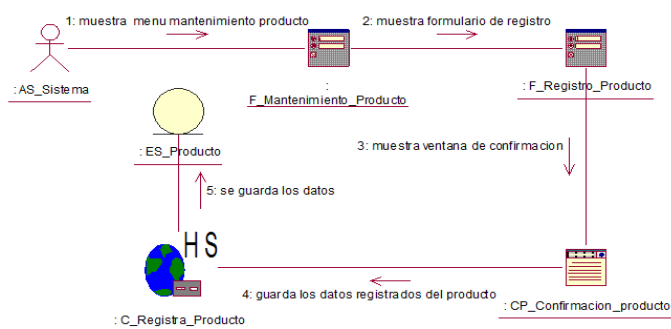 1: muestra menu mantenimiento producto
2: muestra formulario de registro
: AS_Sistema
:
F_Mantenimiento_Producto
: F_Registro_Producto
: ES_Producto
3: muestra ventana de confirmacion
5: se guarda los datos
H S
4: guarda los datos registrados del producto
: C_Registra_Producto
: CP_Confirmacion_producto